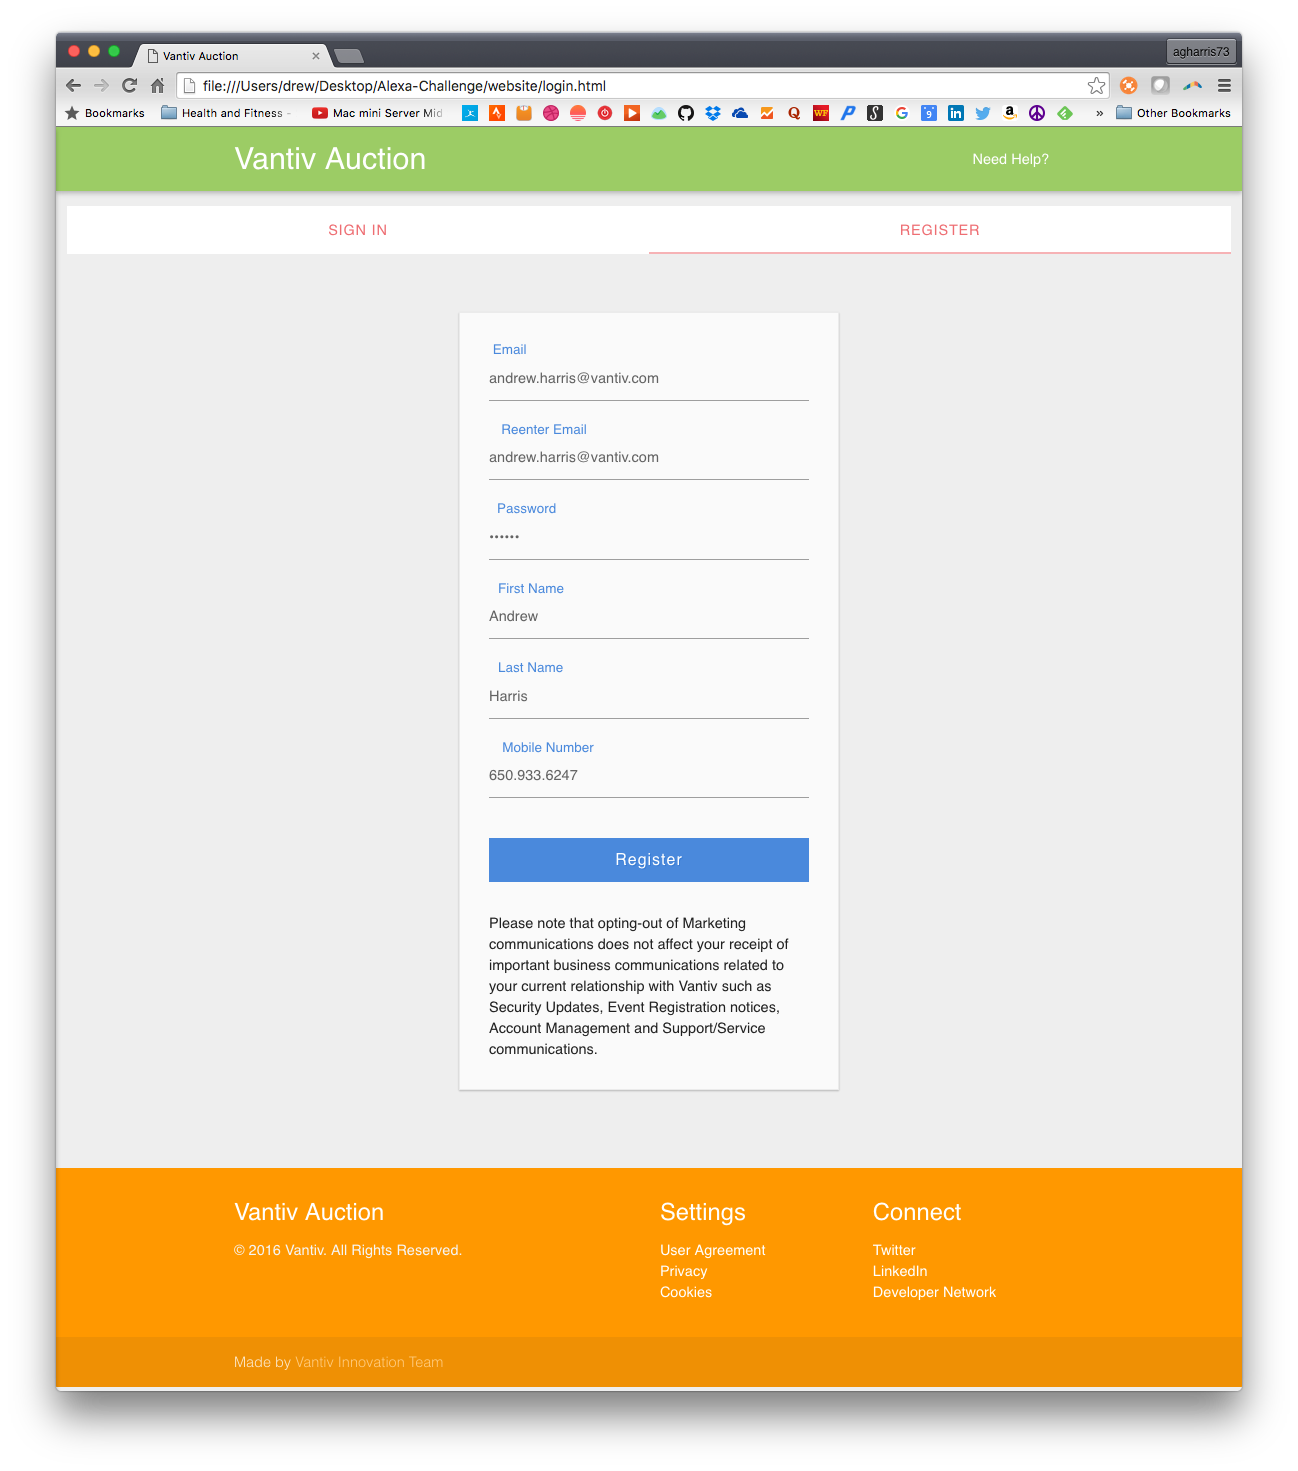 Vantiv Auction
agharris73
file:///Users/drew/Desktop/Alexa-Challenge/website/login.html
Bookmarks Health and Fitness - Mac mini Server Mid » Other Bookmarks
Vantiv Auction Need Help?
SIGN IN REGISTER
Email
andrew.harris@vantiv.com
Reenter Email
andrew.harris@vantiv.com
Password
••••••
First Name
Andrew
Last Name
Harris
Mobile Number
650.933.6247
Register
Please note that opting-out of Marketing
communications does not affect your receipt of
important business communications related to
your current relationship with Vantiv such as
Security Updates, Event Registration notices,
Account Management and Support/Service
communications.
Vantiv Auction
© 2016 Vantiv. All Rights Reserved.
Settings
User Agreement
Privacy
Cookies
Connect
Twitter
LinkedIn
Developer Network
Made by Vantiv Innovation Team